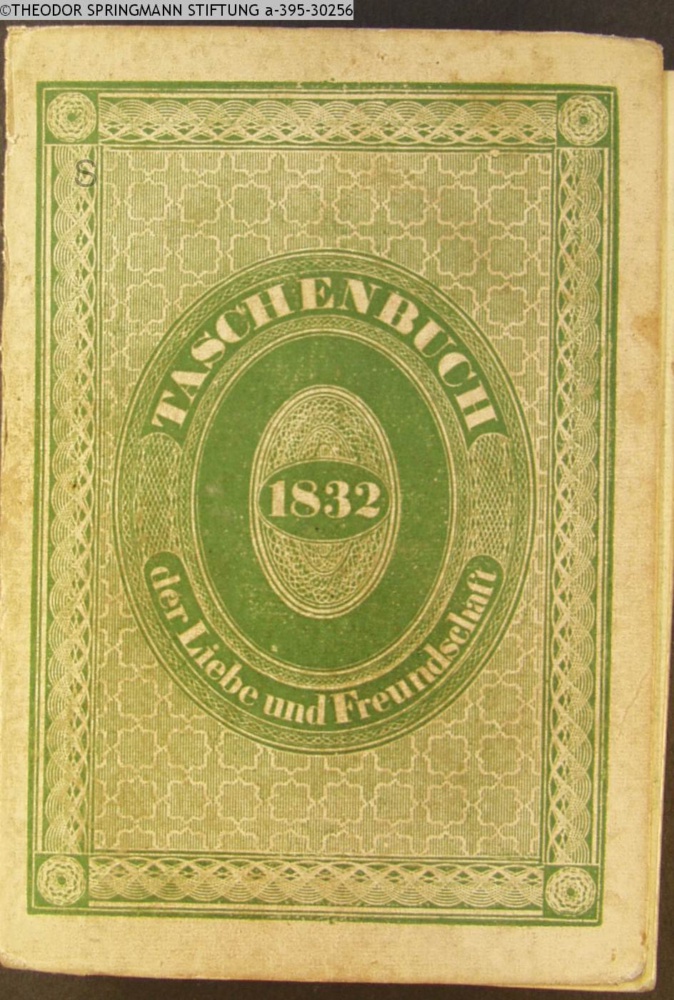 ©THEODOR SPRINGMANN STIFTUNG a-395-30256
S
TASCHENBUCH
1832
der Liebe und Freundschaft